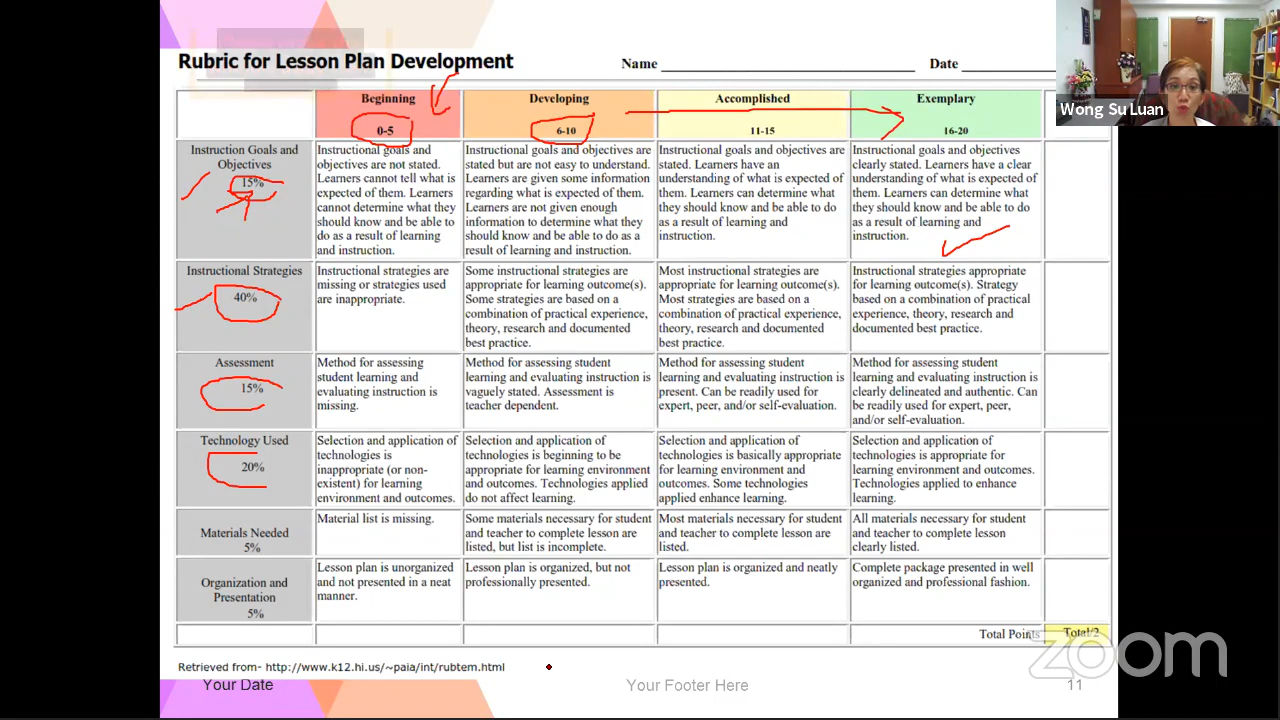 Rubric for Lesson Plan Development
Name
Date
Wong Su Luan
Beginning
0-5
Developing
6-10
Accomplished
11-15
Exemplary
16-20
Instruction Goals and
Objectives
15%
Instructional goals and
objectives are not stated.
Learners cannot tell what is
expected of them. Learners
cannot determine what they
should know and be able to
do as a result of learning
and instruction.
Instructional goals and objectives are
stated but are not easy to understand.
Learners are given some information
regarding what is expected of them.
Learners are not given enough
information to determine what they
should know and be able to do as a
result of learning and instruction.
Instructional goals and objectives are
stated. Learners have an
understanding of what is expected of
them. Learners can determine what
they should know and be able to do
as a result of learning and
instruction.
Instructional goals and objectives
clearly stated. Learners have a clear
understanding of what is expected of
them. Learners can determine what
they should know and be able to do
as a result of learning and
instruction.
Instructional Strategies
40%
Instructional strategies are
missing or strategies used
are inappropriate.
Some instructional strategies are
appropriate for learning outcome(s).
Some strategies are based on a
combination of practical experience,
theory, research and documented
best practice.
Most instructional strategies are
appropriate for learning outcome(s).
Most strategies are based on a
combination of practical experience,
theory, research and documented
best practice.
Instructional strategies appropriate
for learning outcome(s). Strategy
based on a combination of practical
experience, theory, research and
documented best practice.
Assessment
15%
Method for assessing
student learning and
evaluating instruction is
missing.
Method for assessing student
learning and evaluating instruction is
vaguely stated. Assessment is
teacher dependent.
Method for assessing student
learning and evaluating instruction is
present. Can be readily used for
expert, peer, and/or self-evaluation.
Method for assessing student
learning and evaluating instruction is
clearly delineated and authentic. Can
be readily used for expert, peer,
and/or self-evaluation.
Technology Used
20%
Selection and application of
technologies is
inappropriate (or non-
existent) for learning
environment and outcomes.
Selection and application of
technologies is beginning to be
appropriate for learning environment
and outcomes. Technologies applied
do not affect learning.
Selection and application of
technologies is basically appropriate
for learning environment and
outcomes. Some technologies
applied enhance learning.
Selection and application of
technologies is appropriate for
learning environment and outcomes.
Technologies applied to enhance
learning.
Materials Needed
5%
Material list is missing.
Some materials necessary for student
and teacher to complete lesson are
listed, but list is incomplete.
Most materials necessary for student
and teacher to complete lesson are
listed.
All materials necessary for student
and teacher to complete lesson
clearly listed.
Organization and
Presentation
5%
Lesson plan is unorganized
and not presented in a neat
manner.
Lesson plan is organized, but not
professionally presented.
Lesson plan is organized and neatly
presented.
Complete package presented in well
organized and professional fashion.
Total Points
Total/2
Retrieved from- http://www.k12.hi.us/~paia/int/rubtem.html
Your Date
Your Footer Here
11
zoom